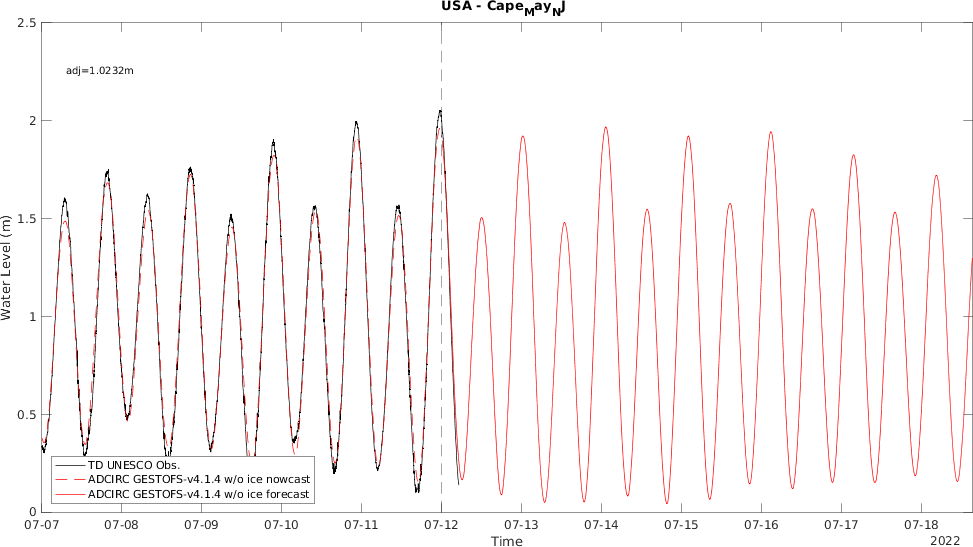 USA - Cape_May_NJ
2.5
adj=1.0232m
2
1.5
1
0.5
0
Water Level (m)
TD UNESCO Obs.
ADCIRC GESTOFS-v4.1.4 w/o ice nowcast
ADCIRC GESTOFS-v4.1.4 w/o ice forecast
07-07 07-08 07-09 07-10 07-11 07-12 07-13 07-14 07-15 07-16 07-17 07-18
Time
2022